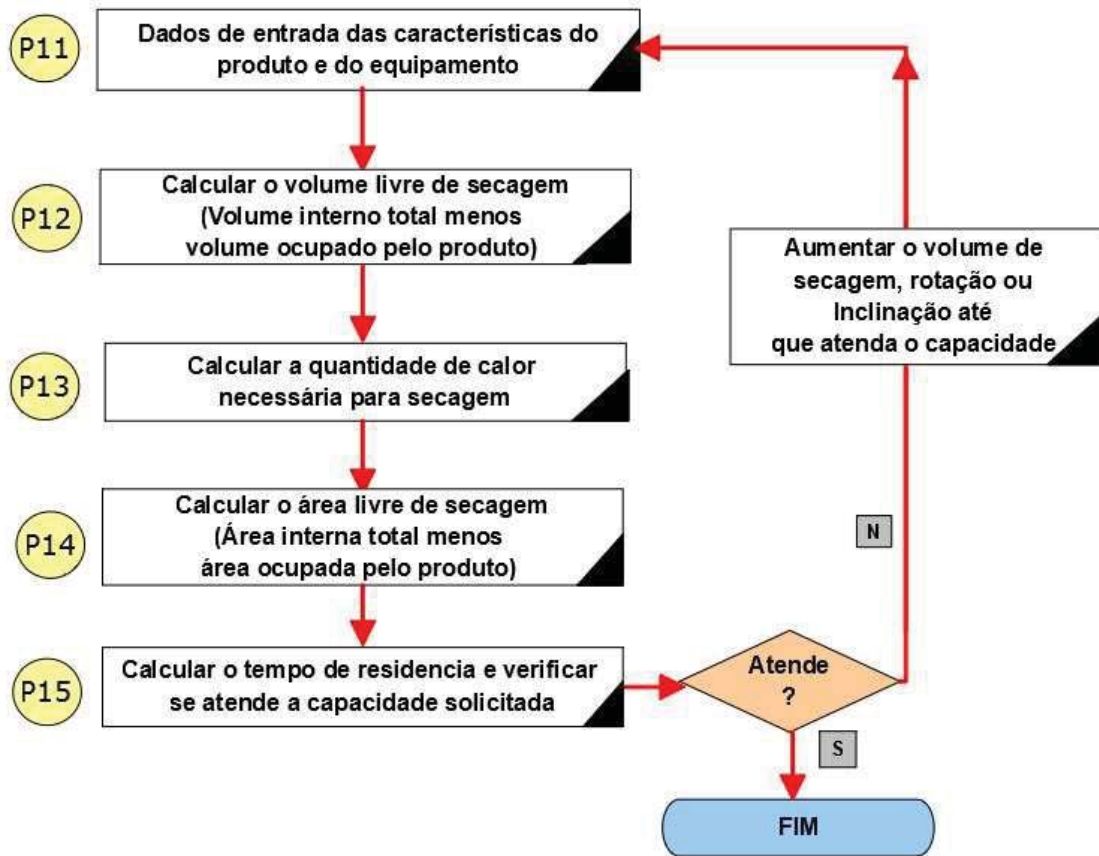 P11
Dados de entrada das características do
produto e do equipamento
P12
Calcular o volume livre de secagem
(Volume interno total menos
volume ocupado pelo produto)
Aumentar o volume de
secagem, rotação ou
Inclinação até
que atenda o capacidade
P13
Calcular a quantidade de calor
necessária para secagem
P14
Calcular o área livre de secagem
(Área interna total menos
área ocupada pelo produto)
N
P15
Calcular o tempo de residencia e verificar
se atende a capacidade solicitada
Atende
?
S
FIM